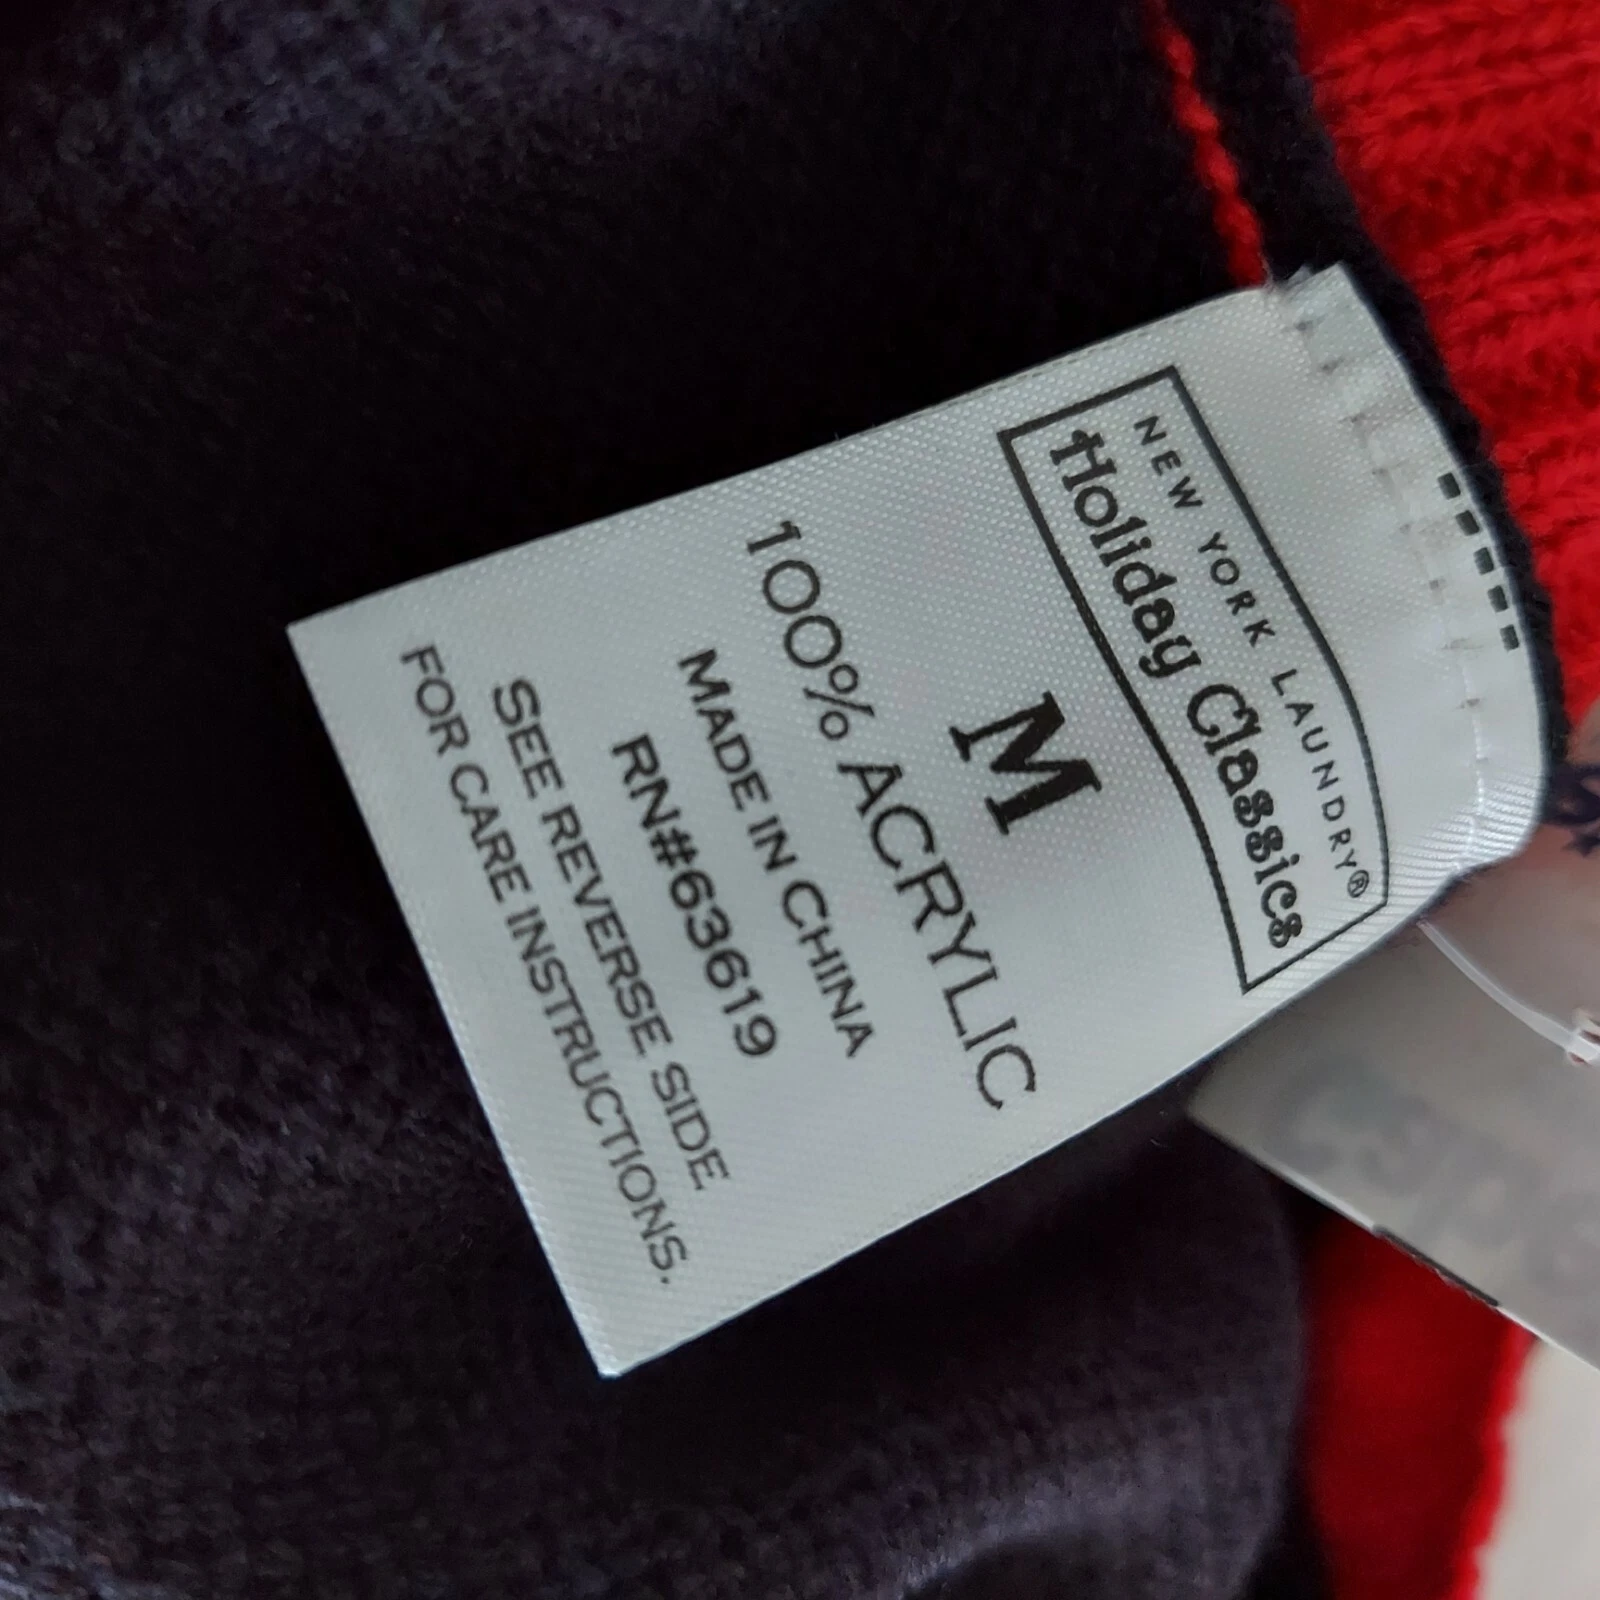 NEW YORK LAUNDRY®
Holiday Classics
M
100% ACRYLIC
MADE IN CHINA
RN#63619
SEE REVERSE SIDE
FOR CARE INSTRUCTIONS.